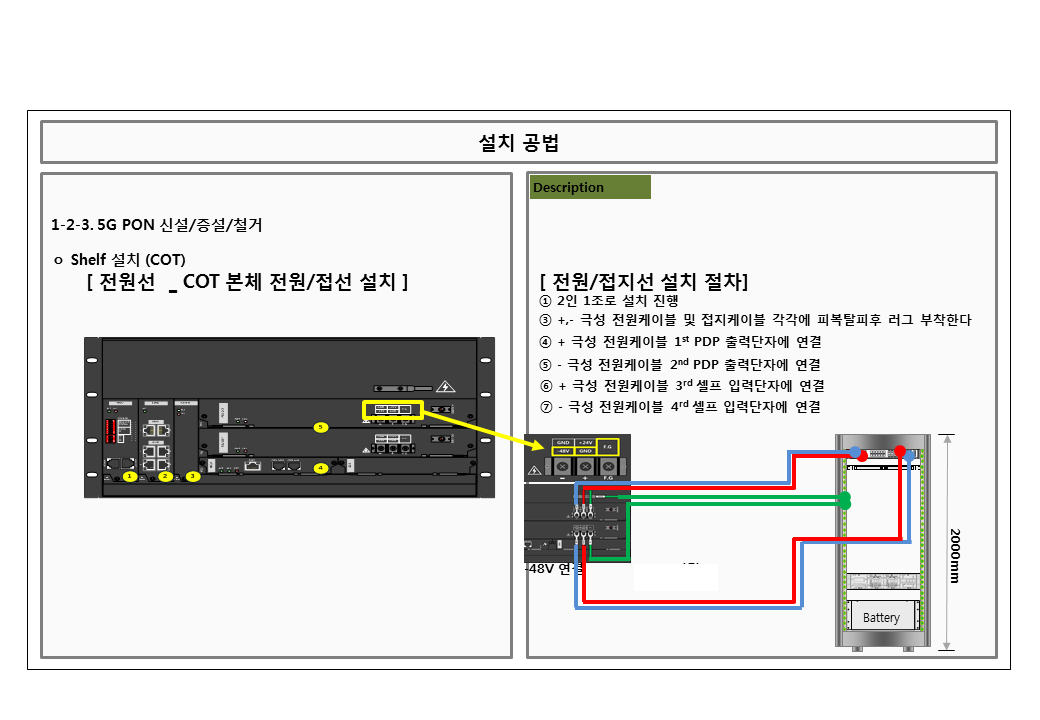 설치 공법
1-2-3. 5G PON 신설/증설/철거
ㅇ Shelf 설치 (COT)
[ 전원선 _ COT 본체 전원/접선 설치 ]
5
4
1 2 3
Description
[ 전원/접지선 설치 절차]
① 2인 1조로 설치 진행
③ +,- 극성 전원케이블 및 접지케이블 각각에 피복탈피후 러그 부착한다
④ + 극성 전원케이블 1st PDP 출력단자에 연결
⑤ - 극성 전원케이블 2nd PDP 출력단자에 연결
⑥ + 극성 전원케이블 3rd 셀프 입력단자에 연결
⑦ - 극성 전원케이블 4rd 셀프 입력단자에 연결
GND +24V F.G
-48V GND
- + F.G
-48V 연결
2000mm
Battery